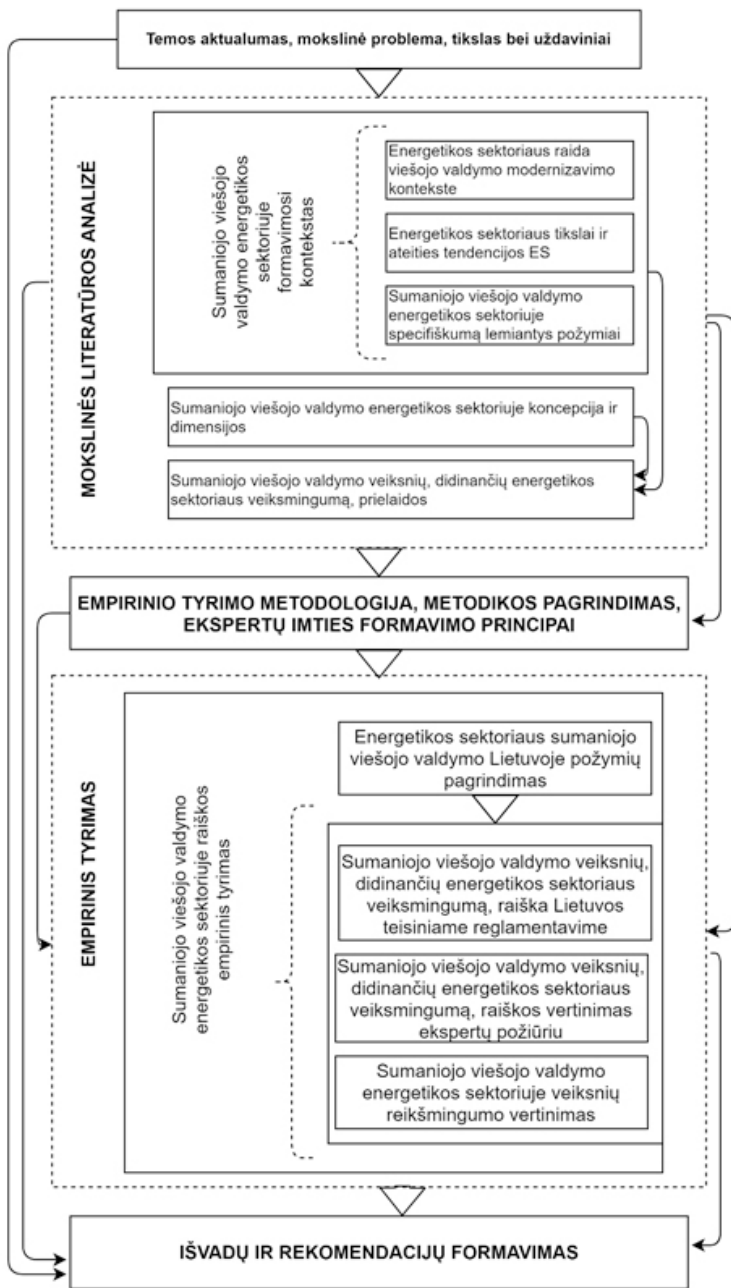 Temos aktualumas, mokslinė problema, tikslas bei uždaviniai
MOKSLINĖS LITERATŪROS ANALIZĖ
Sumaniojo viešojo
valdymo energetikos
sektoriuje
formavimosi
kontekstas
Energetikos sektoriaus raida
viešojo valdymo modernizavimo
kontekste
Energetikos sektoriaus tikslai ir
ateities tendencijos ES
Sumaniojo viešojo valdymo
energetikos sektoriuje
specifiškumą lemiantys požymiai
Sumaniojo viešojo valdymo energetikos sektoriuje koncepcija ir
dimensijos
Sumaniojo viešojo valdymo veiksnių, didinančių energetikos
sektoriaus veiksmingumą, prielaidos
EMPIRINIO TYRIMO METODOLOGIJA, METODIKOS PAGRINDIMAS,
EKSPERTŲ IMTIES FORMAVIMO PRINCIPAI
EMPIRINIS TYRIMAS
Sumaniojo viešojo valdymo
energetikos sektoriuje raiškos
empirinis tyrimas
Energetikos sektoriaus sumaniojo
viešojo valdymo Lietuvoje požymių
pagrindimas
Sumaniojo viešojo valdymo veiksnių,
didinančių energetikos sektoriaus
veiksmingumą, raiška Lietuvos
teisiniame reglamentavime
Sumaniojo viešojo valdymo veiksnių,
didinančių energetikos sektoriaus
veiksmingumą, raiškos vertinimas
ekspertų požiūriu
Sumaniojo viešojo valdymo
energetikos sektoriuje veiksnių
reikšmingumo vertinimas
IŠVADŲ IR REKOMENDACIJŲ FORMAVIMAS